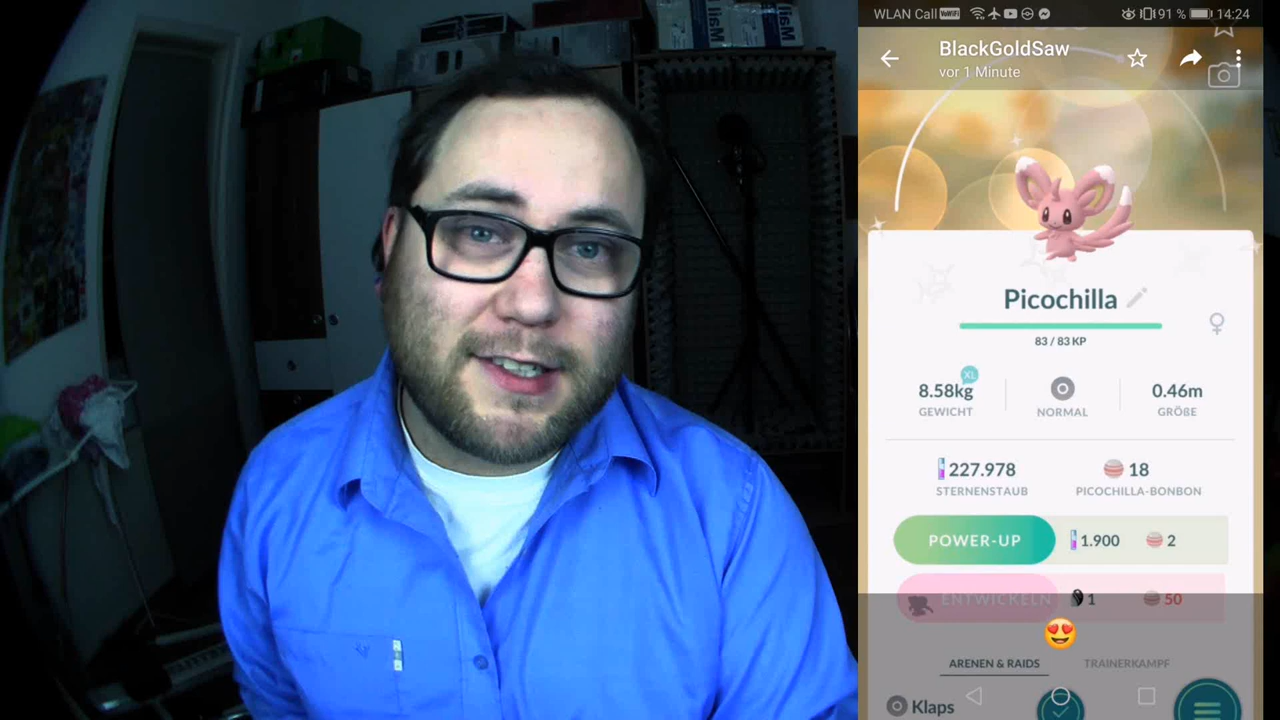 WLAN Call VoWiFi 91 % 14:24
BlackGoldSaw
vor 1 Minute
Picochilla
83 / 83 KP
XL
8.58kg
GEWICHT
NORMAL
0.46m
GRÖßE
227.978
STERNENSTAUB
18
PICOCHILLA-BONBON
POWER-UP 1.900 2
ENTWICKELN 1 50
ARENEN & RAIDS TRAINERKAMPF
Klaps